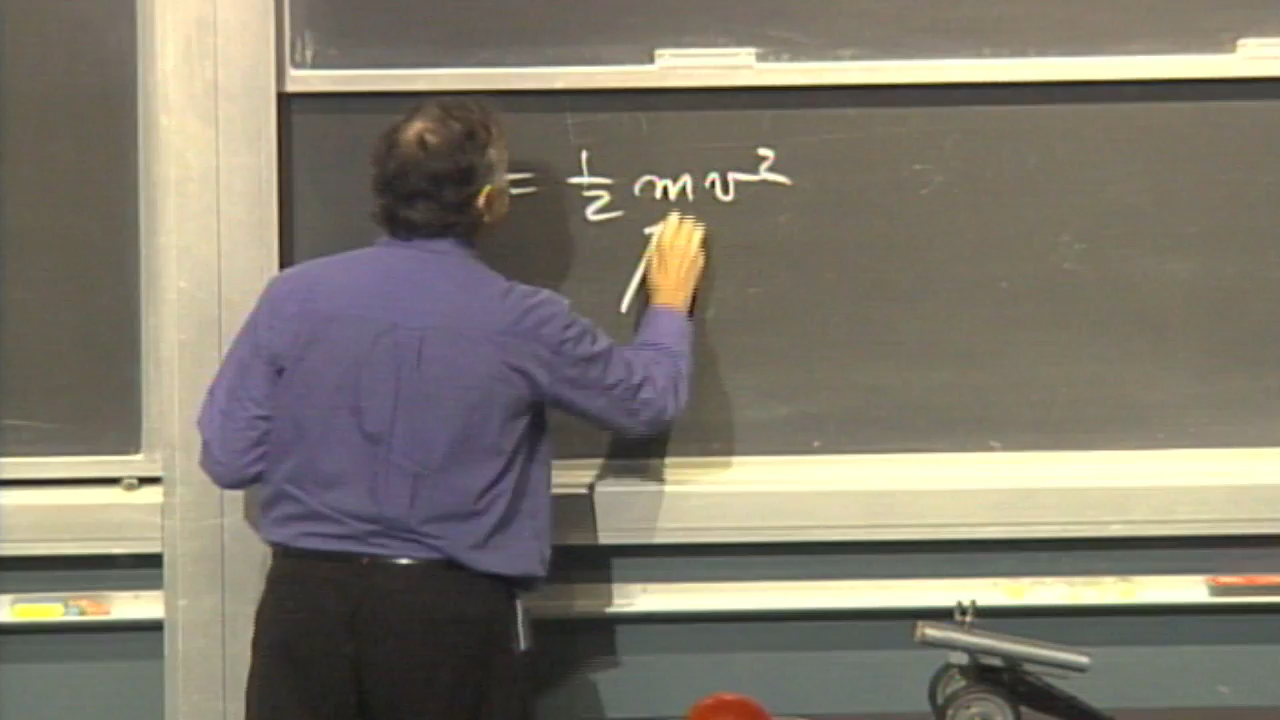 = 1/2 mv²